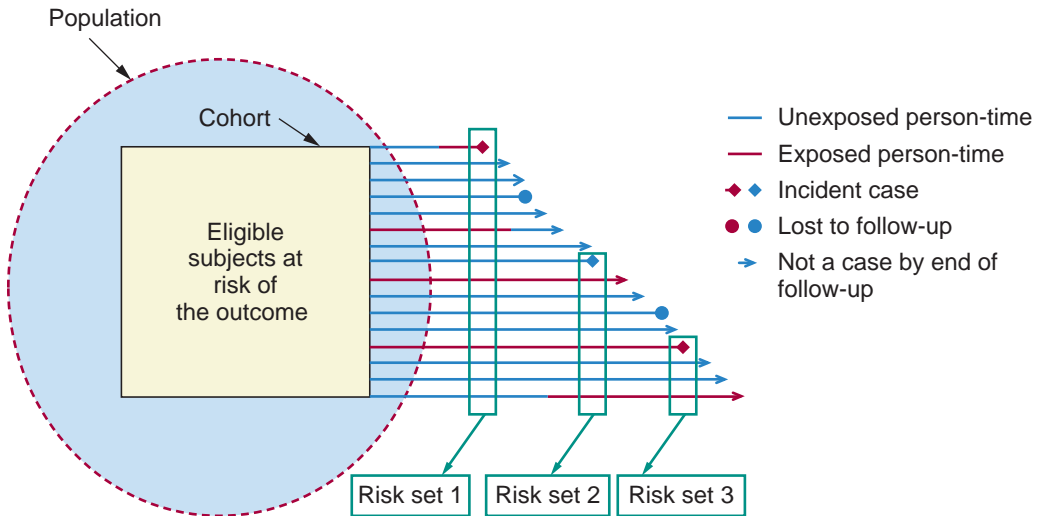 Population
Cohort
Eligible
subjects at
risk of
the outcome
Unexposed person-time
Exposed person-time
Incident case
Lost to follow-up
Not a case by end of
follow-up
Risk set 1
Risk set 2
Risk set 3